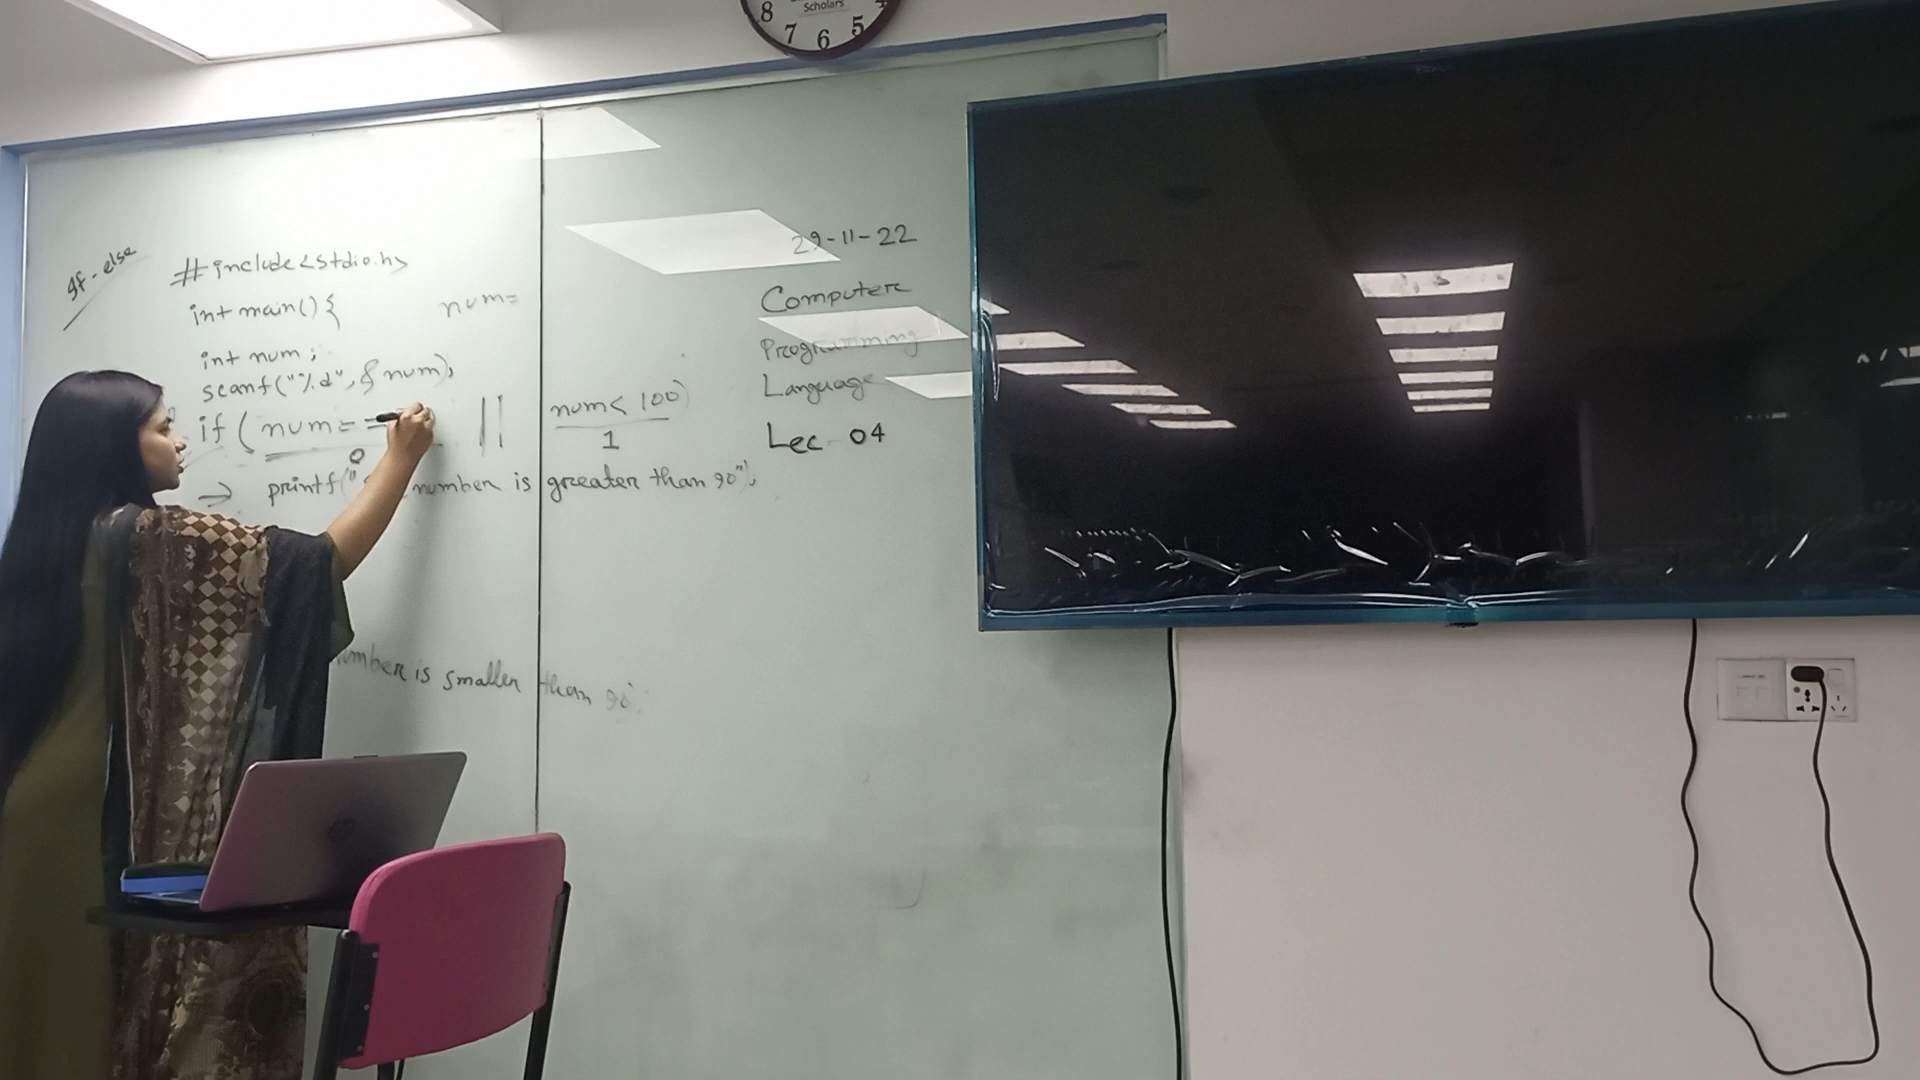 Scholars
8 7 6 5
If-else
#include<stdio.h>
int main(){
num=
int num;
scanf("%d", &num);
if (num== || num< 100)
0 1
→ printf(" number is greater than 90");
number is smaller than 90
29-11-22
Computer
Programming
Language
Lec 04